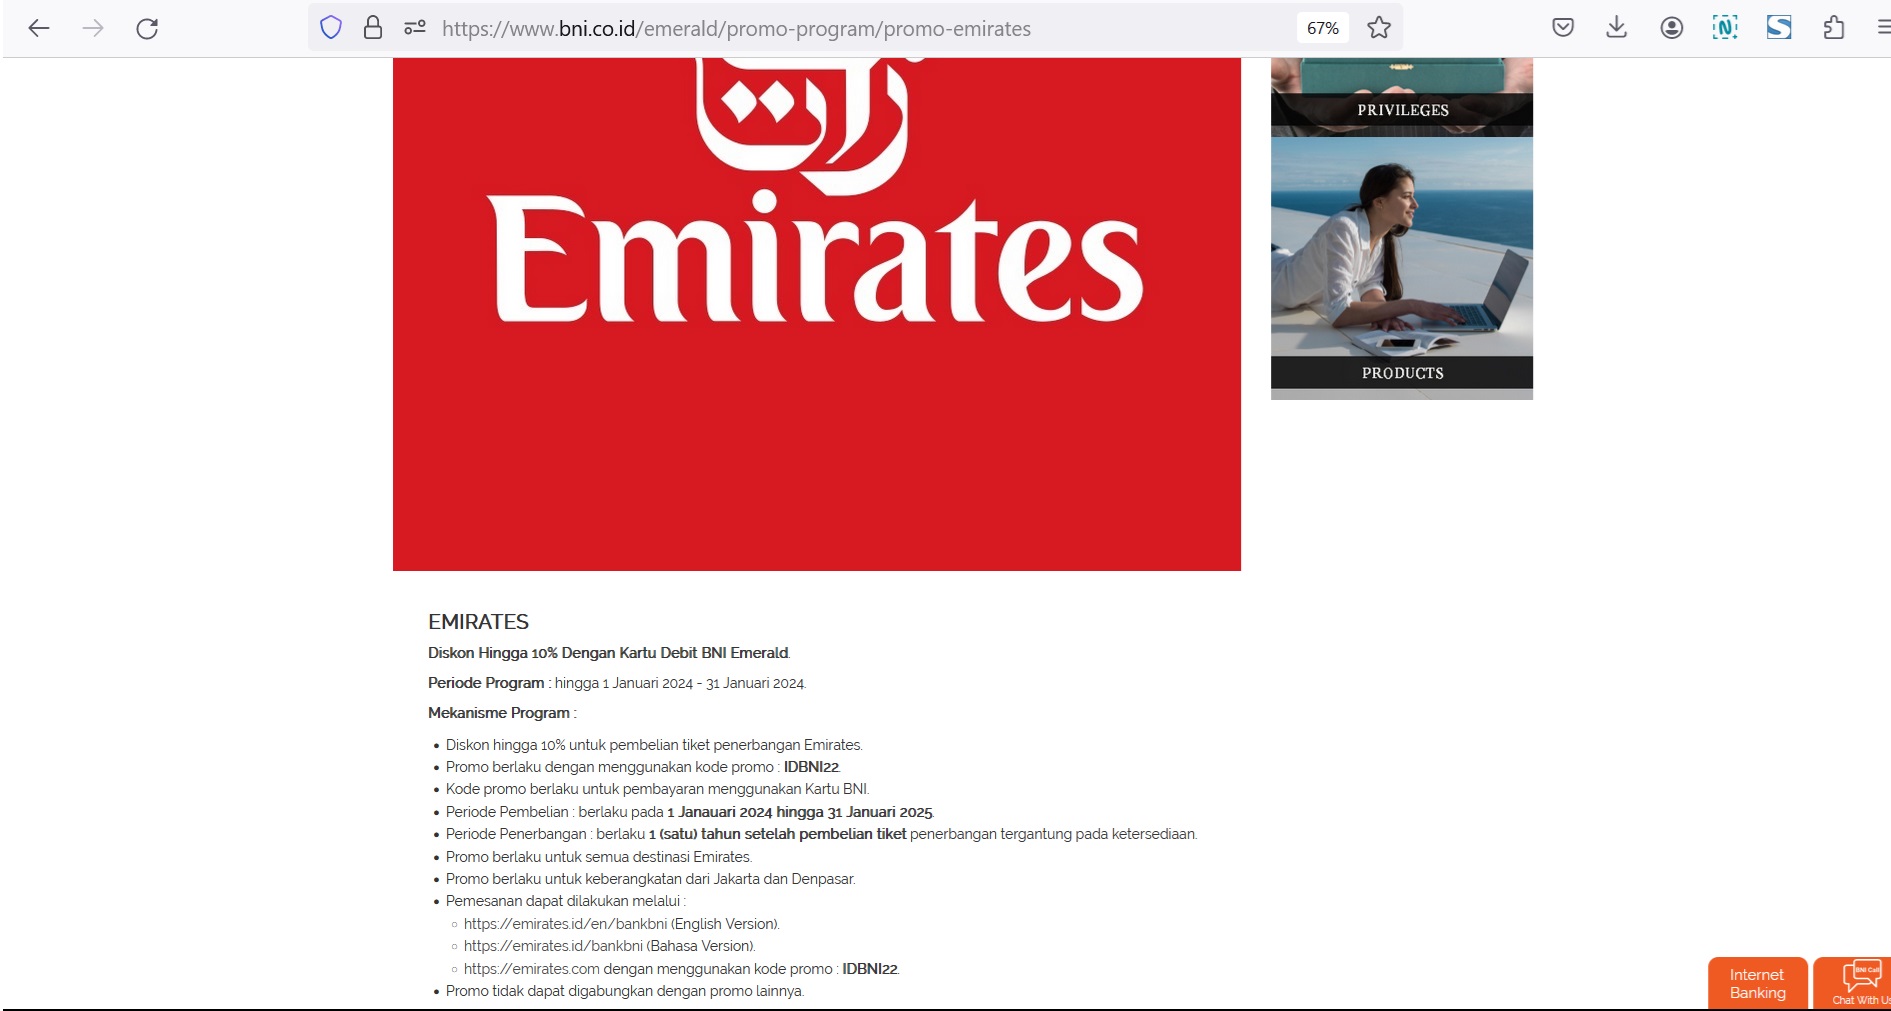 https://www.bni.co.id/emerald/promo-program/promo-emirates
67%
PRIVILEGES
Emirates
PRODUCTS
EMIRATES
Diskon Hingga 10% Dengan Kartu Debit BNI Emerald.
Periode Program : hingga 1 Januari 2024 - 31 Januari 2024.
Mekanisme Program :
Diskon hingga 10% untuk pembelian tiket penerbangan Emirates.
Promo berlaku dengan menggunakan kode promo : IDBNI22.
Kode promo berlaku untuk pembayaran menggunakan Kartu BNI.
Periode Pembelian : berlaku pada 1 Janauari 2024 hingga 31 Januari 2025.
Periode Penerbangan : berlaku 1 (satu) tahun setelah pembelian tiket penerbangan tergantung pada ketersediaan.
Promo berlaku untuk semua destinasi Emirates.
Promo berlaku untuk keberangkatan dari Jakarta dan Denpasar.
Pemesanan dapat dilakukan melalui :
https://emirates.id/en/bankbni (English Version).
https://emirates.id/bankbni (Bahasa Version).
https://emirates.com dengan menggunakan kode promo : IDBNI22.
Promo tidak dapat digabungkan dengan promo lainnya.
Internet
Banking
BNI Call
Chat With Us